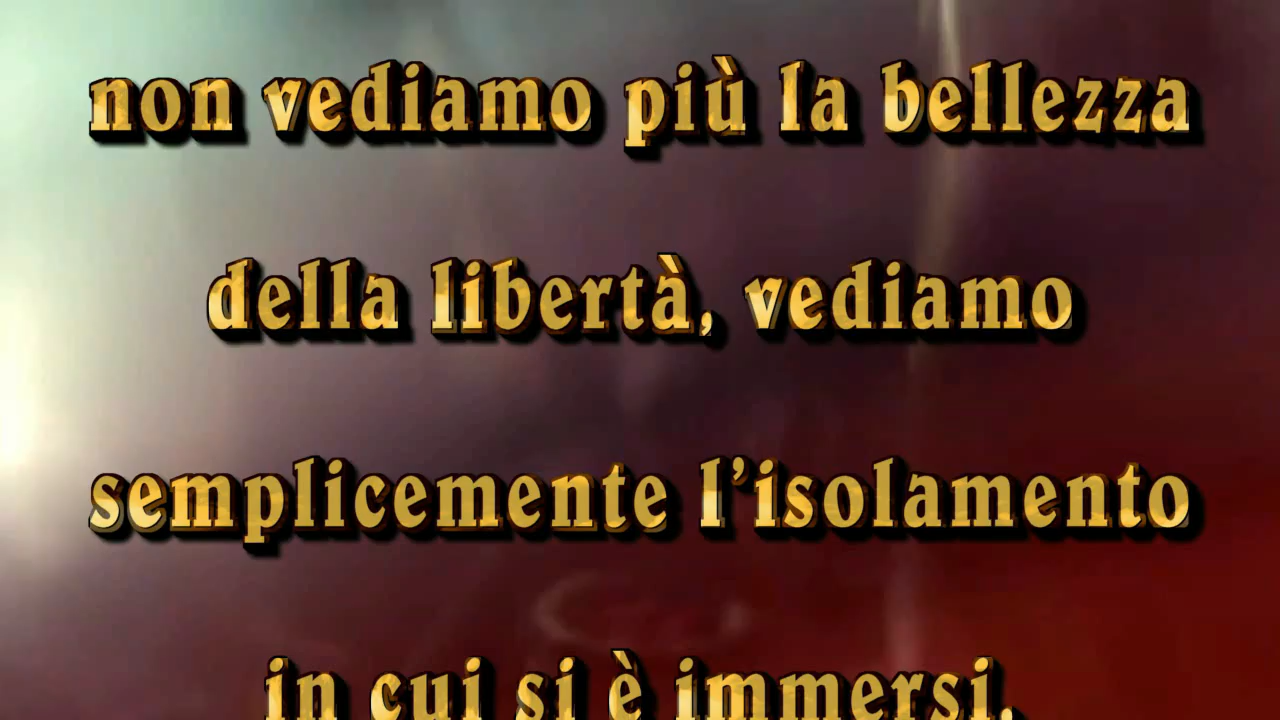 non vediamo più la bellezza
della libertà, vediamo
semplicemente l’isolamento
in cui si è immersi.